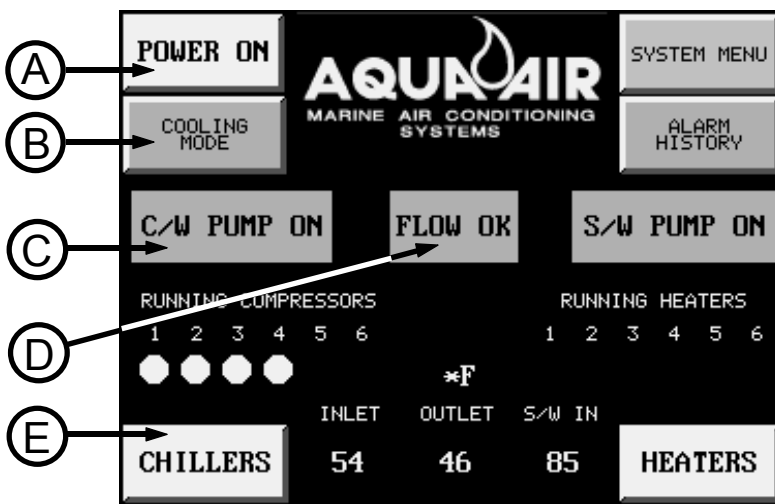 A
POWER ON
AQUA AIR
MARINE AIR CONDITIONING
SYSTEMS
SYSTEM MENU
B
COOLING
MODE
ALARM
HISTORY
C
C/W PUMP ON
FLOW OK
S/W PUMP ON
D
RUNNING COMPRESSORS
1 2 3 4 5 6
RUNNING HEATERS
1 2 3 4 5 6
*F
E
INLET OUTLET S/W IN
CHILLERS
54 46 85
HEATERS